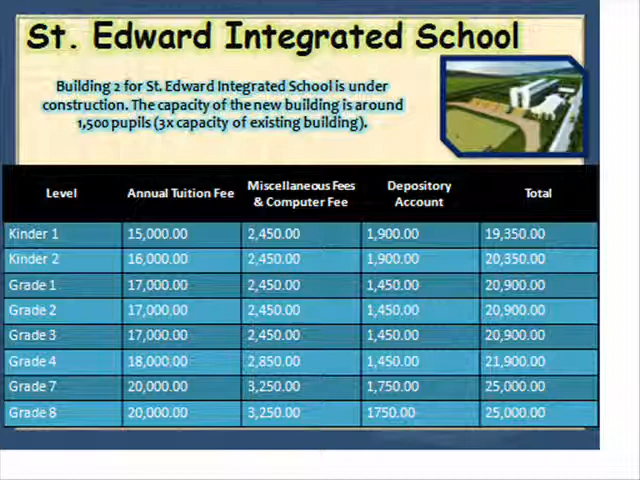 St. Edward Integrated School
Building 2 for St. Edward Integrated School is under
construction. The capacity of the new building is around
1,500 pupils (3x capacity of existing building).
Level Annual Tuition Fee Miscellaneous Fees & Computer Fee Depository Account Total
Kinder 1 15,000.00 2,450.00 1,900.00 19,350.00
Kinder 2 16,000.00 2,450.00 1,900.00 20,350.00
Grade 1 17,000.00 2,450.00 1,450.00 20,900.00
Grade 2 17,000.00 2,450.00 1,450.00 20,900.00
Grade 3 17,000.00 2,450.00 1,450.00 20,900.00
Grade 4 18,000.00 2,850.00 1,450.00 21,900.00
Grade 7 20,000.00 3,250.00 1,750.00 25,000.00
Grade 8 20,000.00 3,250.00 1750.00 25,000.00